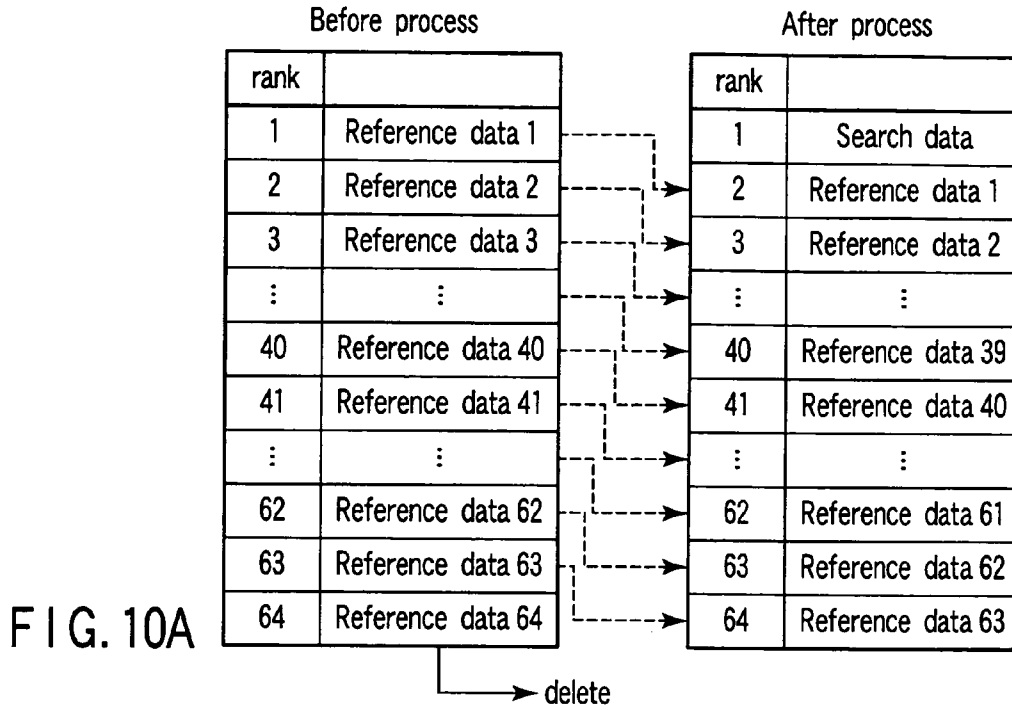 Before process
rank
1 Reference data 1
2 Reference data 2
3 Reference data 3
⋮ ⋮
40 Reference data 40
41 Reference data 41
⋮ ⋮
62 Reference data 62
63 Reference data 63
64 Reference data 64
delete
After process
rank
1 Search data
2 Reference data 1
3 Reference data 2
⋮ ⋮
40 Reference data 39
41 Reference data 40
⋮ ⋮
62 Reference data 61
63 Reference data 62
64 Reference data 63
FIG. 10A